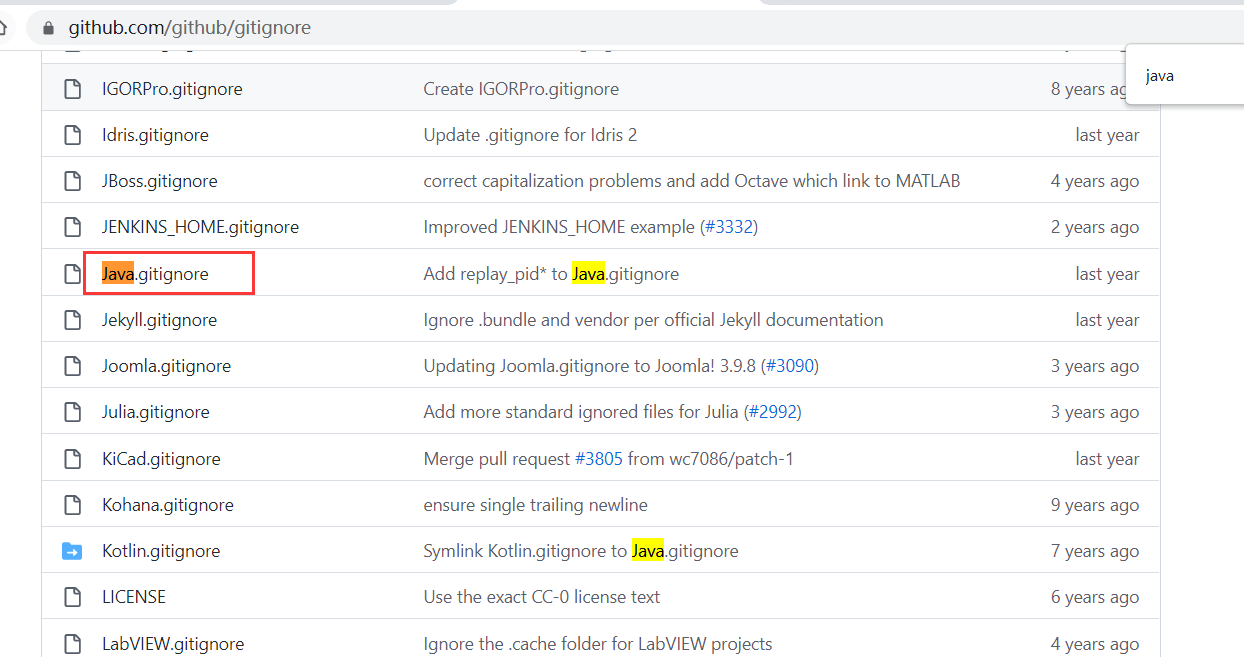 github.com/github/gitignore
java
IGORPro.gitignore Create IGORPro.gitignore 8 years ag
Idris.gitignore Update .gitignore for Idris 2 last year
JBoss.gitignore correct capitalization problems and add Octave which link to MATLAB 4 years ago
JENKINS_HOME.gitignore Improved JENKINS_HOME example (#3332) 2 years ago
Java.gitignore Add replay_pid* to Java.gitignore last year
Jekyll.gitignore Ignore .bundle and vendor per official Jekyll documentation last year
Joomla.gitignore Updating Joomla.gitignore to Joomla! 3.9.8 (#3090) 3 years ago
Julia.gitignore Add more standard ignored files for Julia (#2992) 3 years ago
KiCad.gitignore Merge pull request #3805 from wc7086/patch-1 last year
Kohana.gitignore ensure single trailing newline 9 years ago
Kotlin.gitignore Symlink Kotlin.gitignore to Java.gitignore 7 years ago
LICENSE Use the exact CC-0 license text 6 years ago
LabVIEW.gitignore Ignore the .cache folder for LabVIEW projects 4 years ago